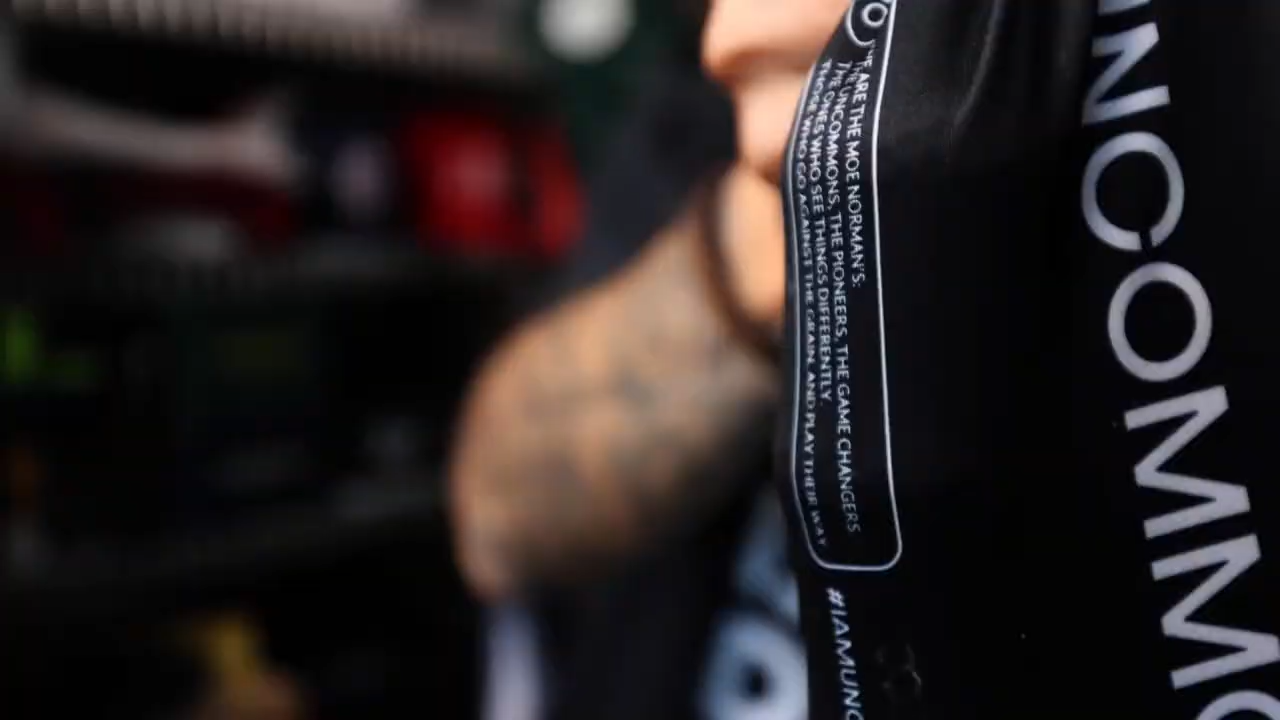 WE ARE THE MOE NORMAN'S:
THE UNCOMMONS, THE PIONEERS, THE GAME CHANGERS
THE ONES WHO SEE THINGS DIFFERENTLY.
THOSE WHO GO AGAINST THE GRAIN, AND PLAY THEIR WAY
#IAMUNC
NCOMMO